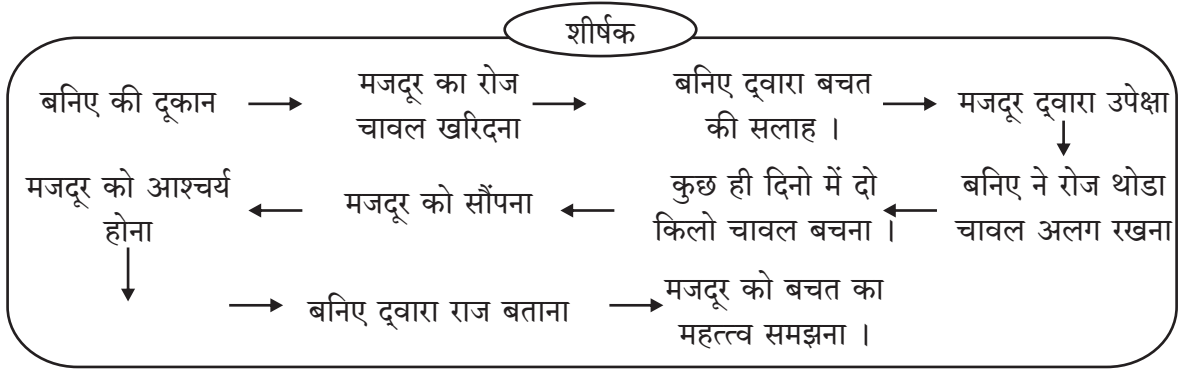 शीर्षक
बनिए की दूकान
मजदूर का रोज
चावल खरिदना
बनिए द्‌वारा बचत
की सलाह ।
मजदूर द्‌वारा उपेक्षा
बनिए ने रोज थोडा
चावल अलग रखना
कुछ ही दिनो में दो
किलो चावल बचना ।
मजदूर को सौंपना
मजदूर को आश्चर्य
होना
बनिए द्‌वारा राज बताना
मजदूर को बचत का
महत्त्व समझना ।